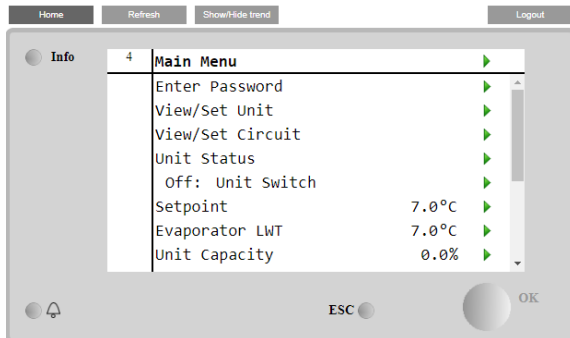 Home Refresh Show/Hide trend Logout
Info
4 Main Menu
Enter Password
View/Set Unit
View/Set Circuit
Unit Status
Off: Unit Switch
Setpoint 7.0°C
Evaporator LWT 7.0°C
Unit Capacity 0.0%
ESC OK